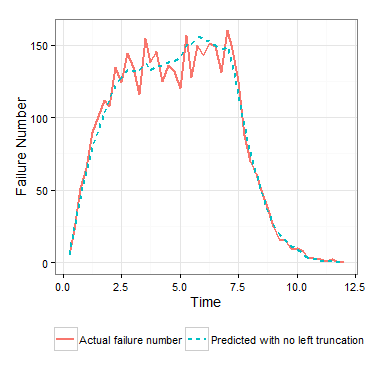 150
100
50
0
Failure Number
0.0 2.5 5.0 7.5 10.0 12.5
Time
Actual failure number Predicted with no left truncation